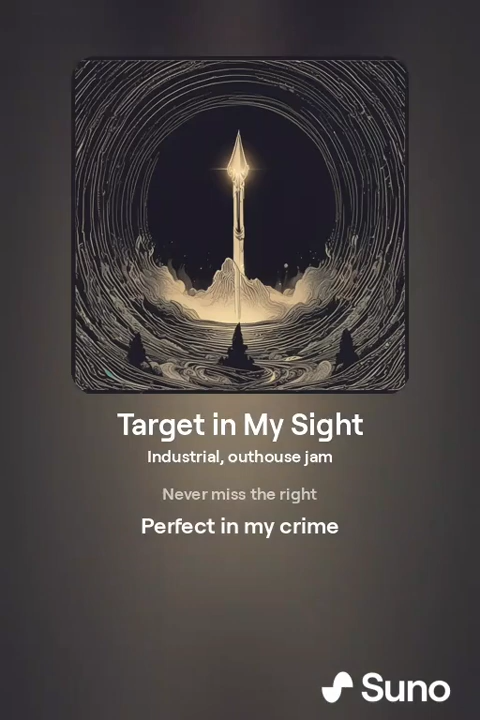 Target in My Sight
Industrial, outhouse jam
Never miss the right
Perfect in my crime
Suno